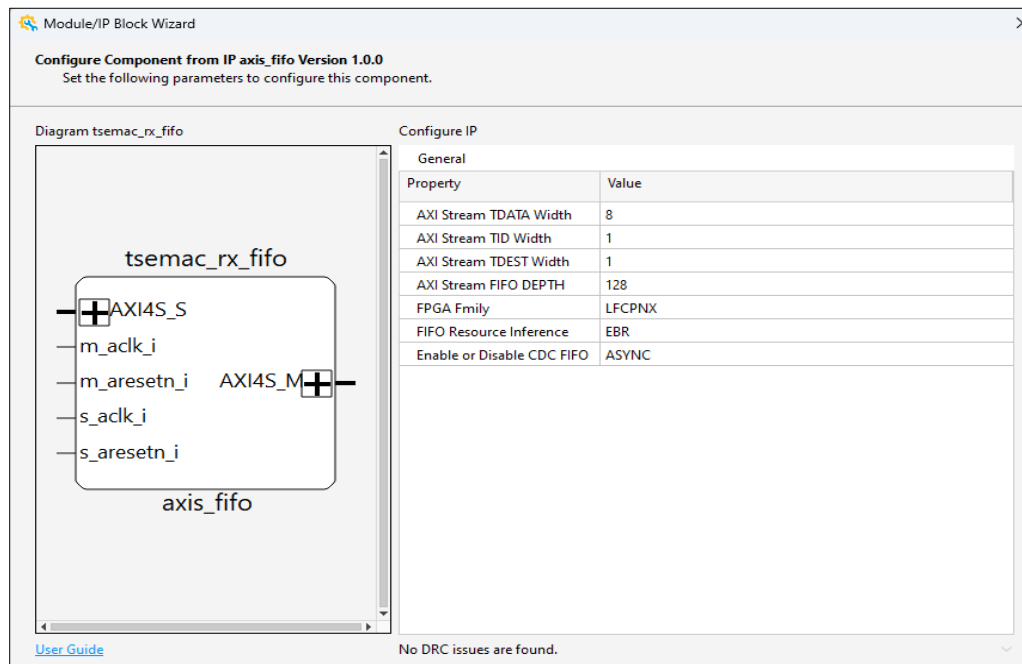 Module/IP Block Wizard
Configure Component from IP axis_fifo Version 1.0.0
Set the following parameters to configure this component.
Diagram tsemac_rx_fifo
tsemac_rx_fifo
AXI4S_S
m_aclk_i
m_aresetn_i AXI4S_M
s_aclk_i
s_aresetn_i
axis_fifo
User Guide
Configure IP
General
Property Value
AXI Stream TDATA Width 8
AXI Stream TID Width 1
AXI Stream TDEST Width 1
AXI Stream FIFO DEPTH 128
FPGA Fmily LFCPNX
FIFO Resource Inference EBR
Enable or Disable CDC FIFO ASYNC
No DRC issues are found.